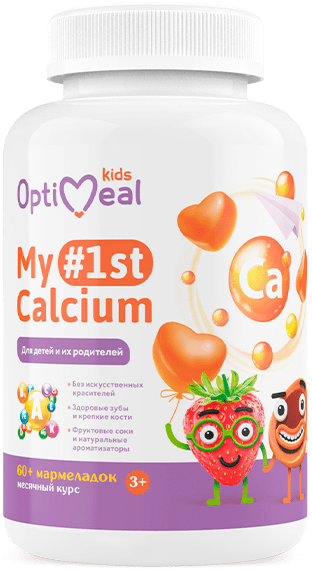 kids
OptiMeal
My #1st
Calcium
Для детей и их родителей
Ca
• Без искусственных
красителей
• Здоровые зубы
и крепкие кости
• Фруктовые соки
и натуральные
ароматизаторы
A
60+ мармеладок
месячный курс
3+